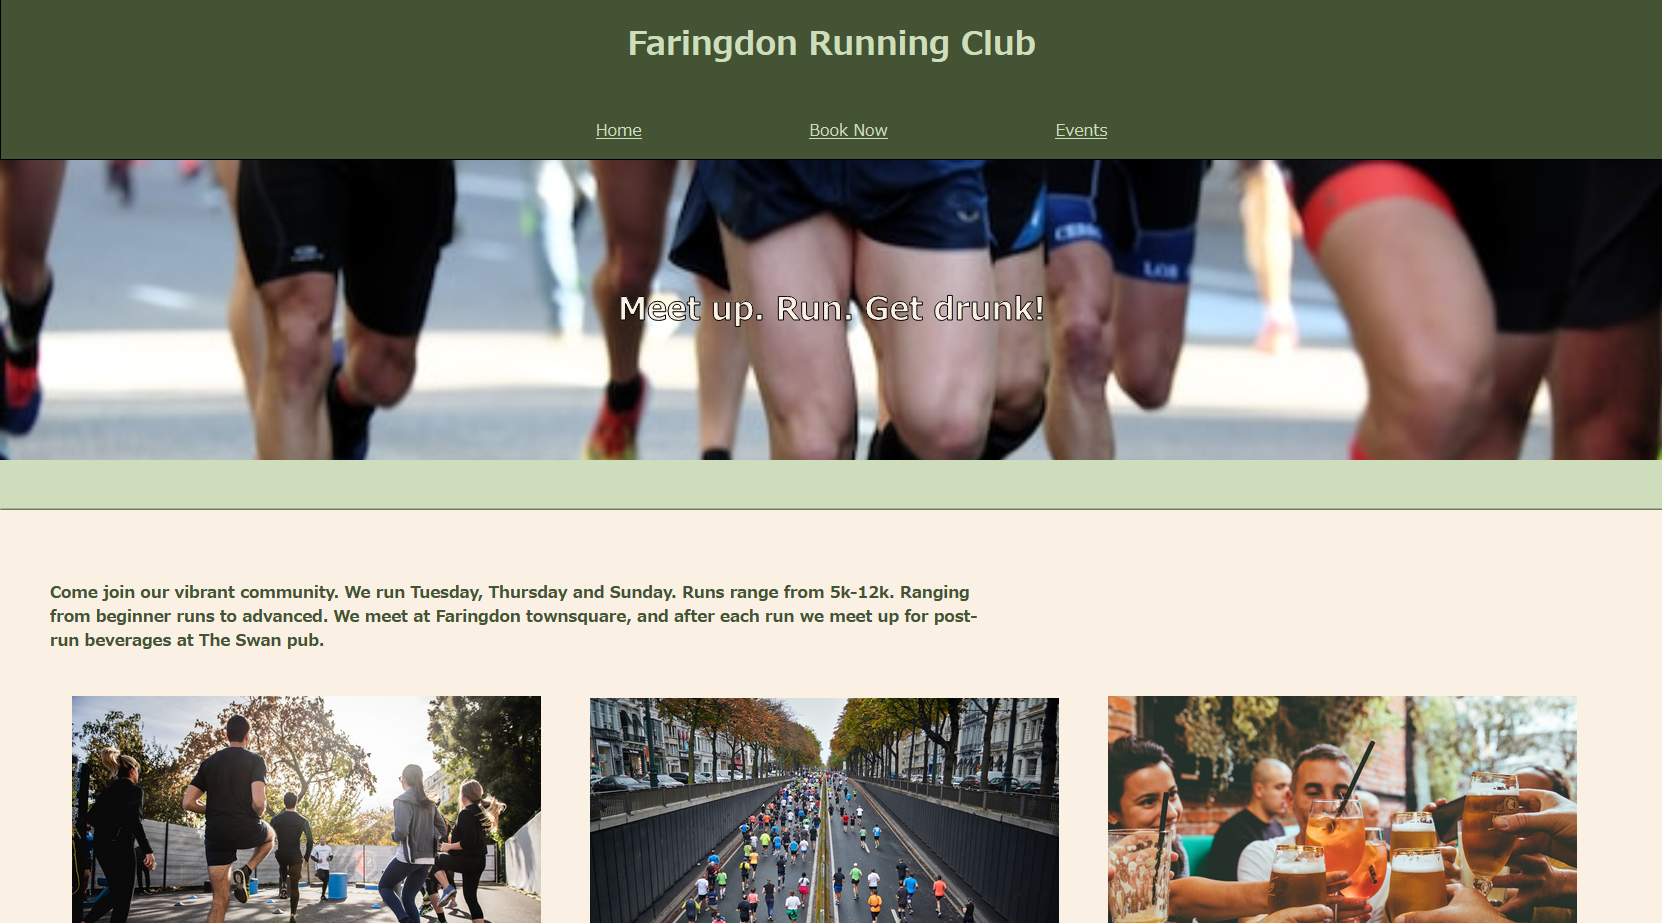 Faringdon Running Club
Home Book Now Events
Meet up. Run. Get drunk!
Come join our vibrant community. We run Tuesday, Thursday and Sunday. Runs range from 5k-12k. Ranging
from beginner runs to advanced. We meet at Faringdon townsquare, and after each run we meet up for post-
run beverages at The Swan pub.